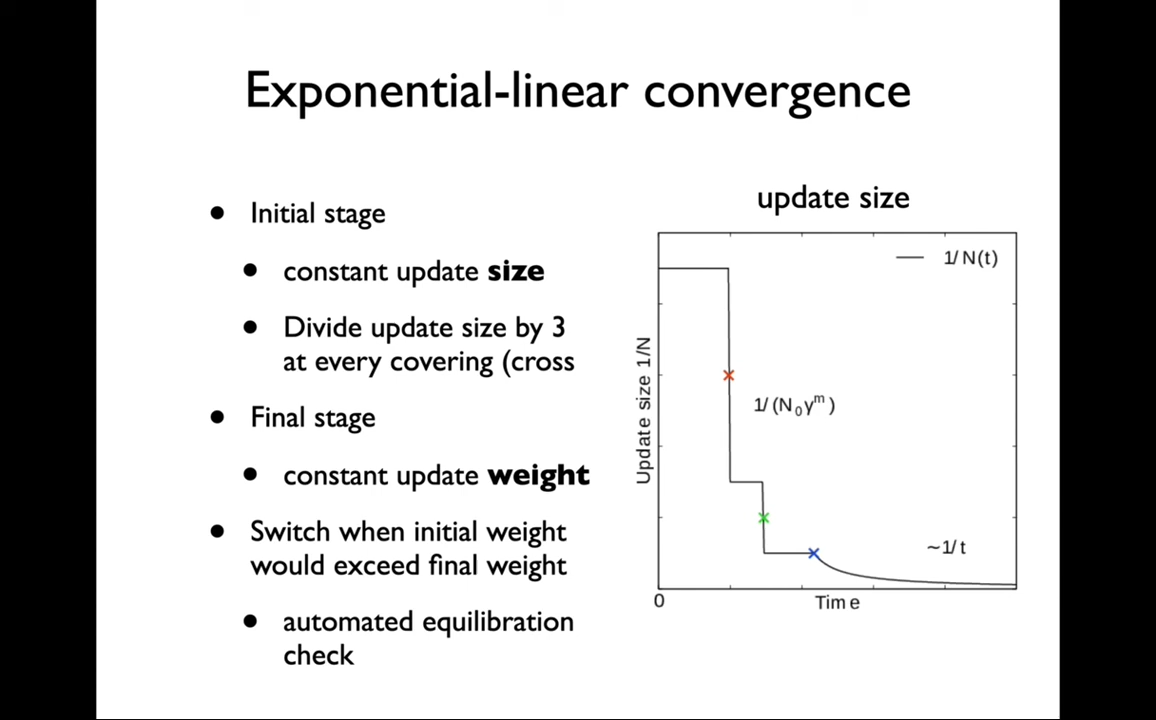 Exponential-linear convergence
• Initial stage
• constant update size
• Divide update size by 3
at every covering (cross
• Final stage
• constant update weight
• Switch when initial weight
would exceed final weight
• automated equilibration
check
update size
1/N(t)
Update size 1/N
1/(N₀γᵐ)
~1/t
0
Time